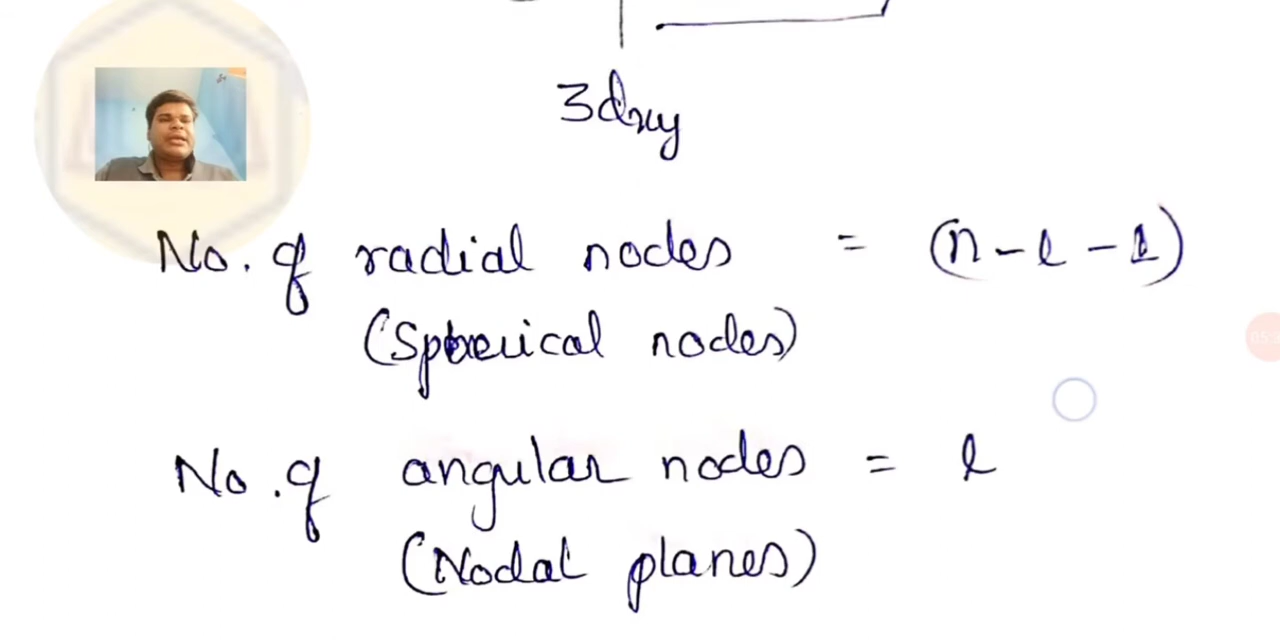 3dxy
No. of radial nodes = (n - l - 1)
(Spherical nodes)
No. of angular nodes = l
(Nodal planes)